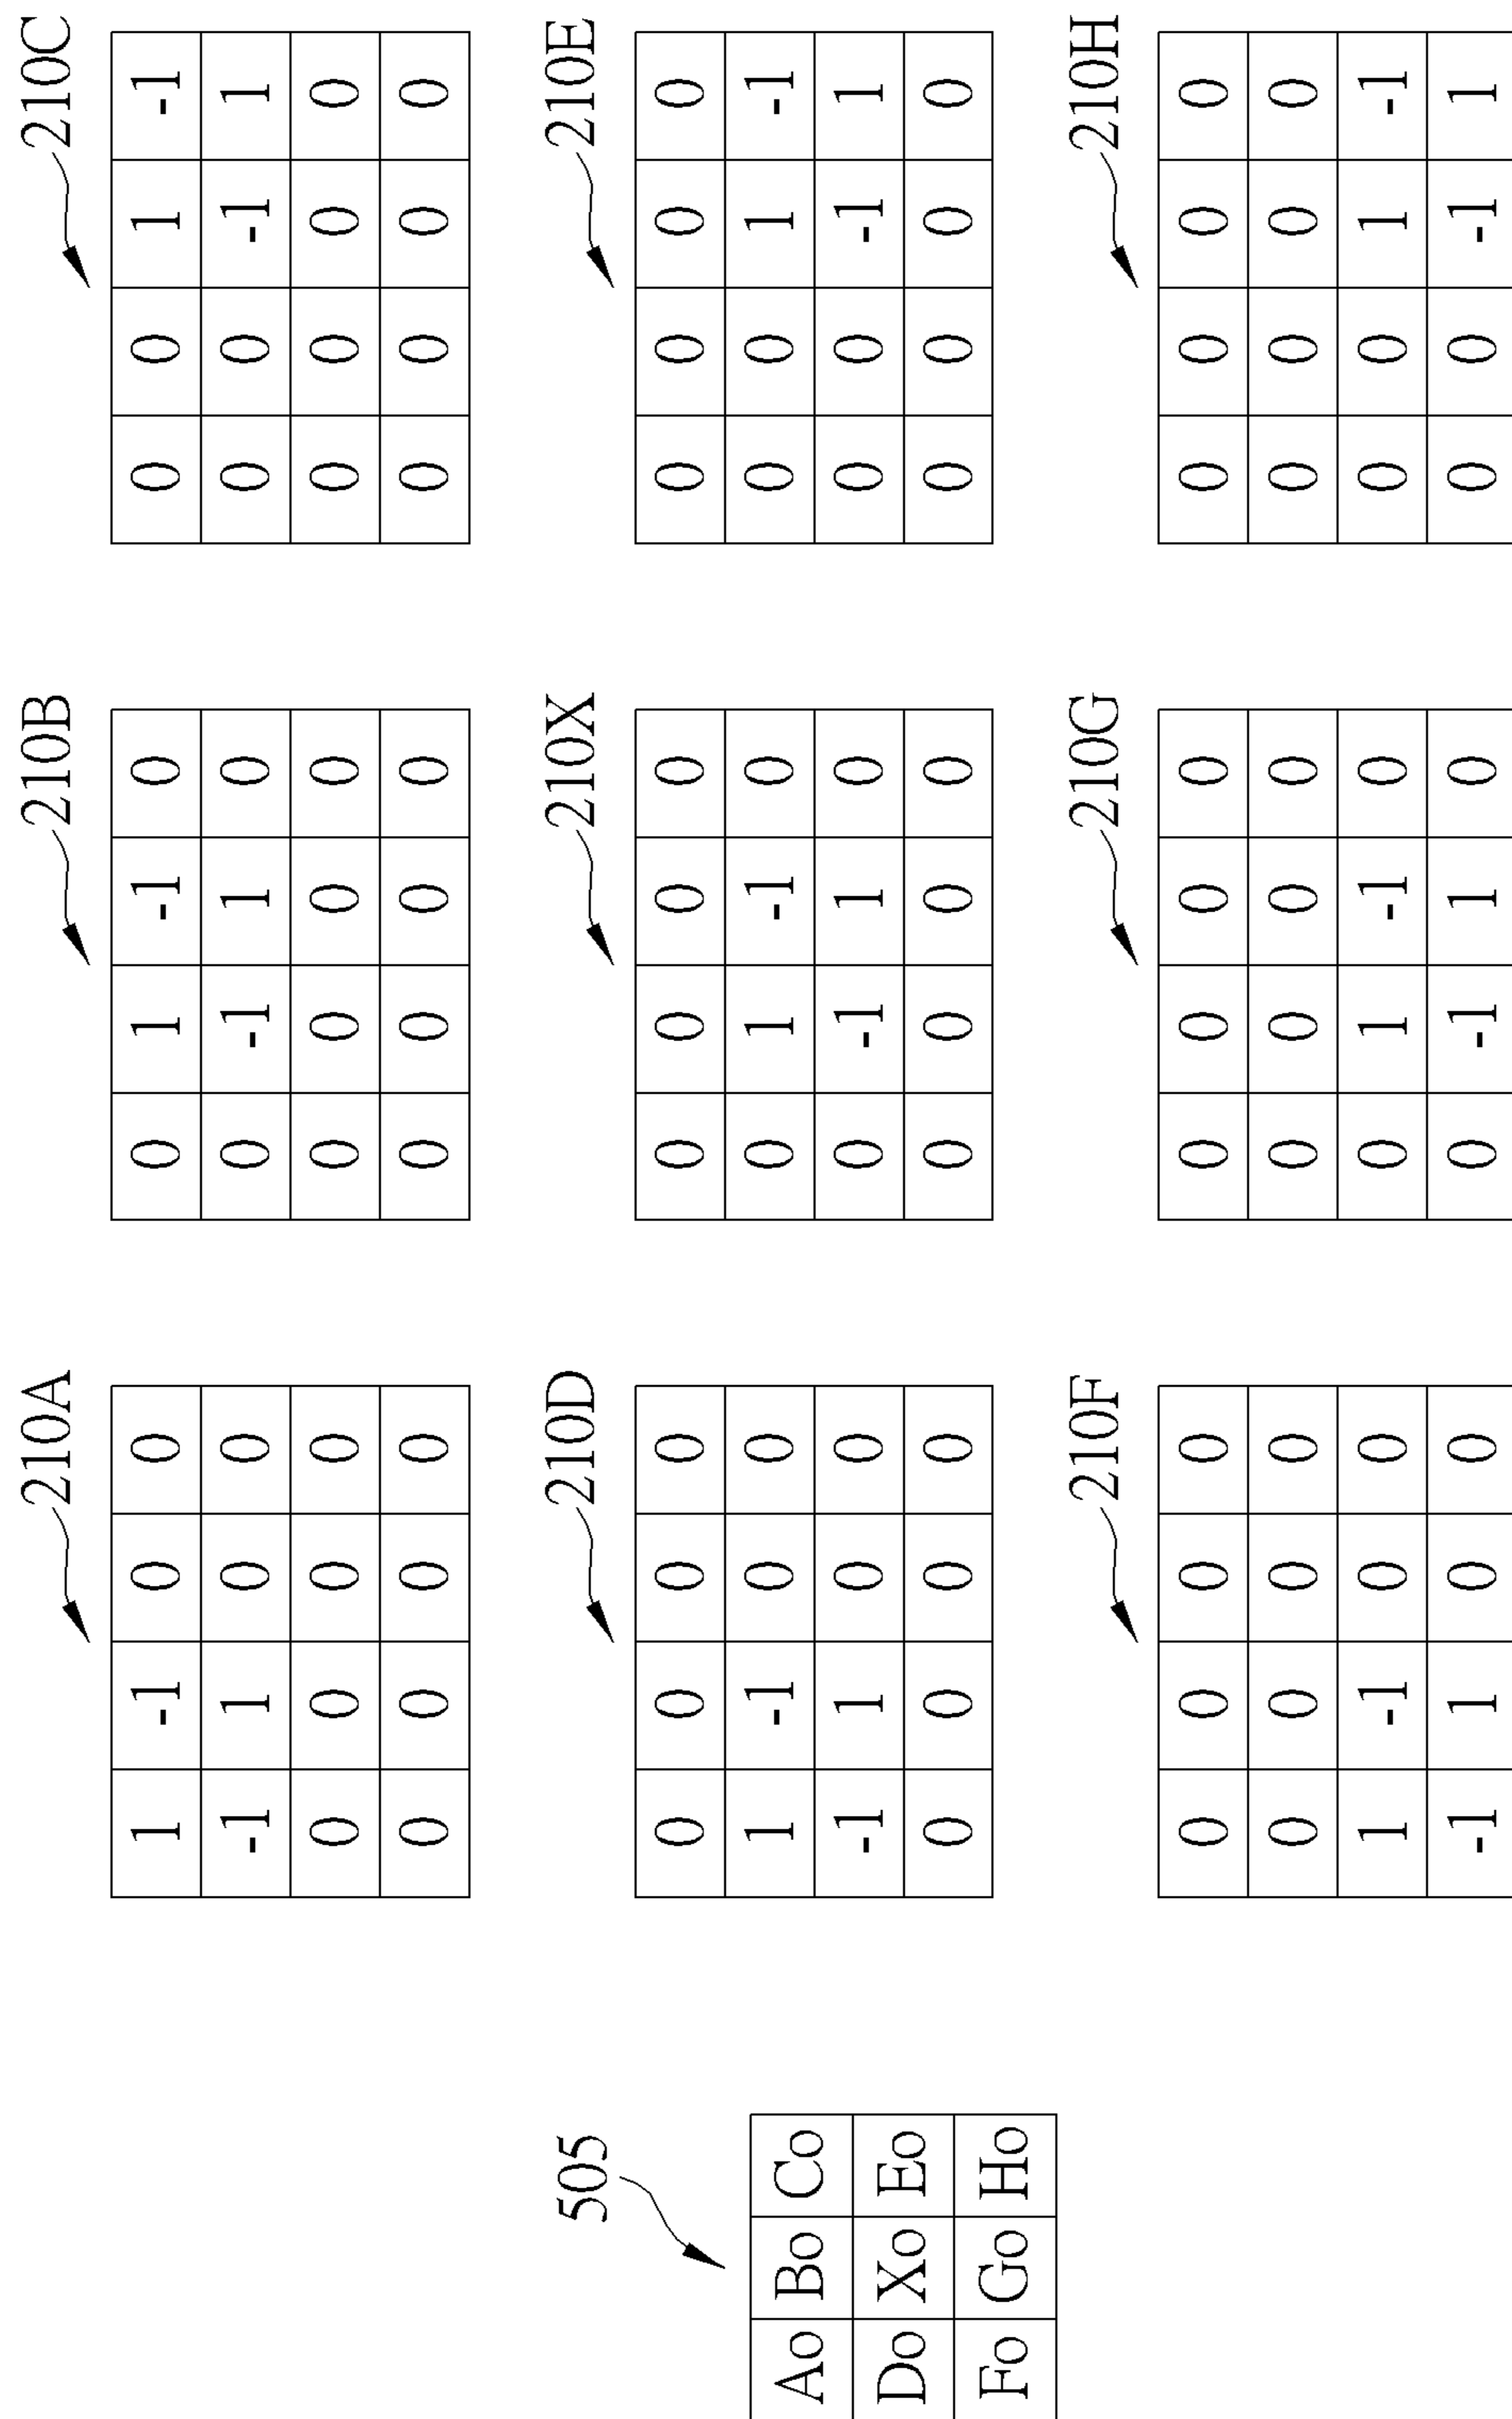 505
Ao Bo Co
Do Xo Eo
Fo Go Ho
210A
1 -1 0 0
-1 1 0 0
0 0 0 0
0 0 0 0
210B
0 1 -1 0
0 -1 1 0
0 0 0 0
0 0 0 0
210C
0 0 1 -1
0 0 -1 1
0 0 0 0
0 0 0 0
210D
0 0 0 0
1 -1 0 0
-1 1 0 0
0 0 0 0
210X
0 0 0 0
0 1 -1 0
0 -1 1 0
0 0 0 0
210E
0 0 0 0
0 0 1 -1
0 0 -1 1
0 0 0 0
210F
0 0 0 0
0 0 0 0
1 -1 0 0
-1 1 0 0
210G
0 0 0 0
0 0 0 0
0 1 -1 0
0 -1 1 0
210H
0 0 0 0
0 0 0 0
0 0 1 -1
0 0 -1 1